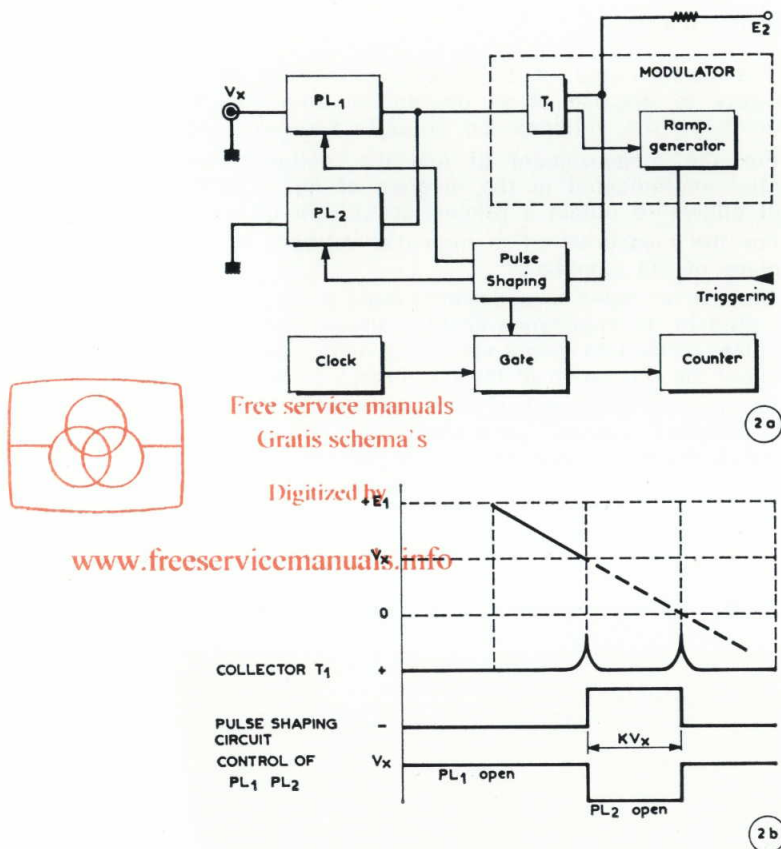 E2
Vx
PL1
T1
MODULATOR
Ramp.
generator
PL2
Pulse
Shaping
Triggering
Clock
Gate
Counter
2a
Free service manuals
Gratis schema's
Digitized by
www.freeservicemanuals.info
+E1
Vx
0
COLLECTOR T1 +
PULSE SHAPING –
CIRCUIT
KVx
CONTROL OF Vx
PL1 PL2
PL1 open
PL2 open
2b